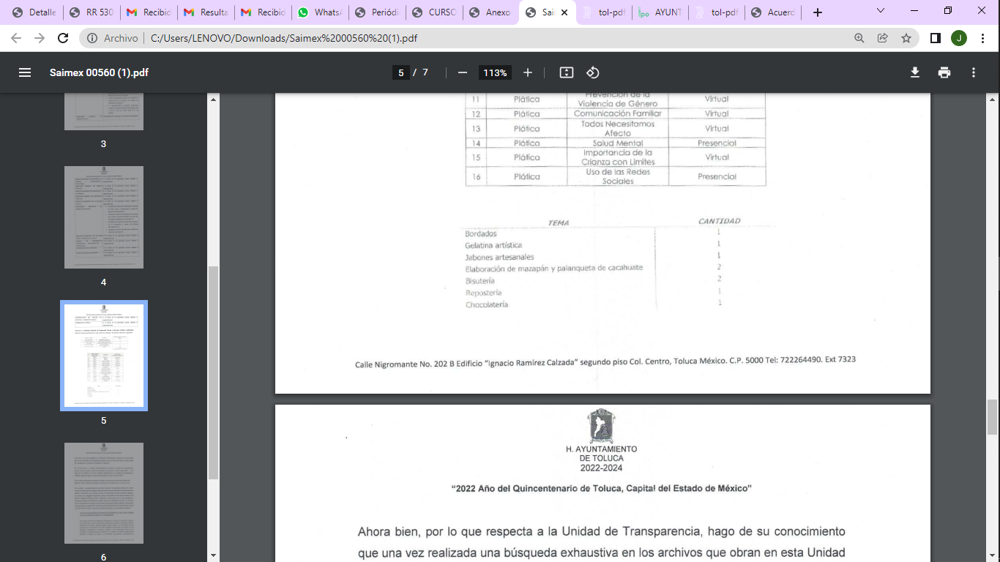 Detalle
RR 530
Recibid
Resulta
Recibid
WhatsA
Periódi
CURSO
Anexo
Sai
tol-pdf
AYUNT
tol-pdf
Acuerd
Archivo
C:/Users/LENOVO/Downloads/Saimex%2000560%20(1).pdf
J
Saimex 00560 (1).pdf
5 / 7
113%
3
4
5
6
11 Plática Prevención de la Violencia de Género Virtual
12 Plática Comunicación Familiar Virtual
13 Plática Todos Necesitamos Afecto Virtual
14 Plática Salud Mental Presencial
15 Plática Importancia de la Crianza con Límites Virtual
16 Plática Uso de las Redes Sociales Presencial
TEMA CANTIDAD
Bordados 1
Gelatina artística 1
Jabones artesanales 1
Elaboración de mazapán y palanqueta de cacahuate 2
Bisutería 2
Repostería 1
Chocolatería 1
Calle Nigromante No. 202 B Edificio "Ignacio Ramírez Calzada" segundo piso Col. Centro, Toluca México. C.P. 5000 Tel: 722264490. Ext 7323
H. AYUNTAMIENTO
DE TOLUCA
2022-2024
"2022 Año del Quincentenario de Toluca, Capital del Estado de México"
Ahora bien, por lo que respecta a la Unidad de Transparencia, hago de su conocimiento
que una vez realizada una búsqueda exhaustiva en los archivos que obran en esta Unidad